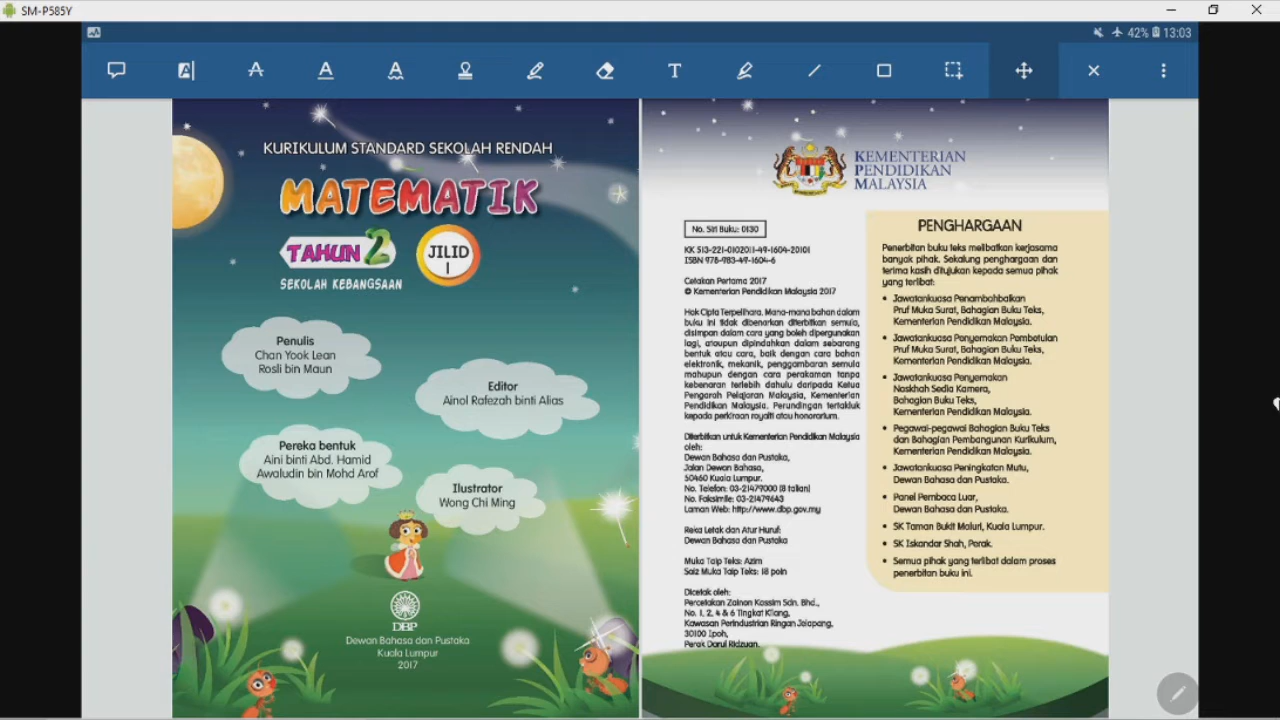 SM-P585Y
42% 13:03
KURIKULUM STANDARD SEKOLAH RENDAH
MATEMATIK
TAHUN 2
JILID
1
SEKOLAH KEBANGSAAN
Penulis
Chan Yook Lean
Rosli bin Maun
Editor
Ainol Rafezah binti Alias
Pereka bentuk
Aini binti Abd. Hamid
Awaludin bin Mohd Arof
Ilustrator
Wong Chi Ming
DBP
Dewan Bahasa dan Pustaka
Kuala Lumpur
2017
KEMENTERIAN
PENDIDIKAN
MALAYSIA
No. Siri Buku: 0130
KK 513-221-0102011-49-1604-20101
ISBN 978-983-49-1604-6
Cetakan Pertama 2017
© Kementerian Pendidikan Malaysia 2017
Hak Cipta Terpelihara. Mana-mana bahan dalam
buku ini tidak dibenarkan diterbitkan semula,
disimpan dalam cara yang boleh dipergunakan
lagi, ataupun dipindahkan dalam sebarang
bentuk atau cara, baik dengan cara bahan
elektronik, mekanik, penggambaran semula
mahupun dengan cara perakaman tanpa
kebenaran terlebih dahulu daripada Ketua
Pengarah Pelajaran Malaysia, Kementerian
Pendidikan Malaysia. Perundingan tertakluk
kepada perkiraan royalti atau honorarium.
Diterbitkan untuk Kementerian Pendidikan Malaysia
oleh:
Dewan Bahasa dan Pustaka,
Jalan Dewan Bahasa,
50460 Kuala Lumpur.
No. Telefon: 03-21479000 (8 talian)
No. Faksimile: 03-21479643
Laman Web: http://www.dbp.gov.my
Reka Letak dan Atur Huruf:
Dewan Bahasa dan Pustaka
Muka Taip Teks: Azim
Saiz Muka Taip Teks: 18 poin
Dicetak oleh:
Percetakan Zainon Kassim Sdn. Bhd.,
No. 1, 2, 4 & 6 Tingkat Kilang,
Kawasan Perindustrian Ringan Jelapang,
30100 Ipoh,
Perak Darul Ridzuan.
PENGHARGAAN
Penerbitan buku teks melibatkan kerjasama
banyak pihak. Sekalung penghargaan dan
terima kasih ditujukan kepada semua pihak
yang terlibat:
• Jawatankuasa Penambahbaikan
Pruf Muka Surat, Bahagian Buku Teks,
Kementerian Pendidikan Malaysia.
• Jawatankuasa Penyemakan Pembetulan
Pruf Muka Surat, Bahagian Buku Teks,
Kementerian Pendidikan Malaysia.
• Jawatankuasa Penyemakan
Naskhah Sedia Kamera,
Bahagian Buku Teks,
Kementerian Pendidikan Malaysia.
• Pegawai-pegawai Bahagian Buku Teks
dan Bahagian Pembangunan Kurikulum,
Kementerian Pendidikan Malaysia.
• Jawatankuasa Peningkatan Mutu,
Dewan Bahasa dan Pustaka.
• Panel Pembaca Luar,
Dewan Bahasa dan Pustaka.
• SK Taman Bukit Maluri, Kuala Lumpur.
• SK Iskandar Shah, Perak.
• Semua pihak yang terlibat dalam proses
penerbitan buku ini.